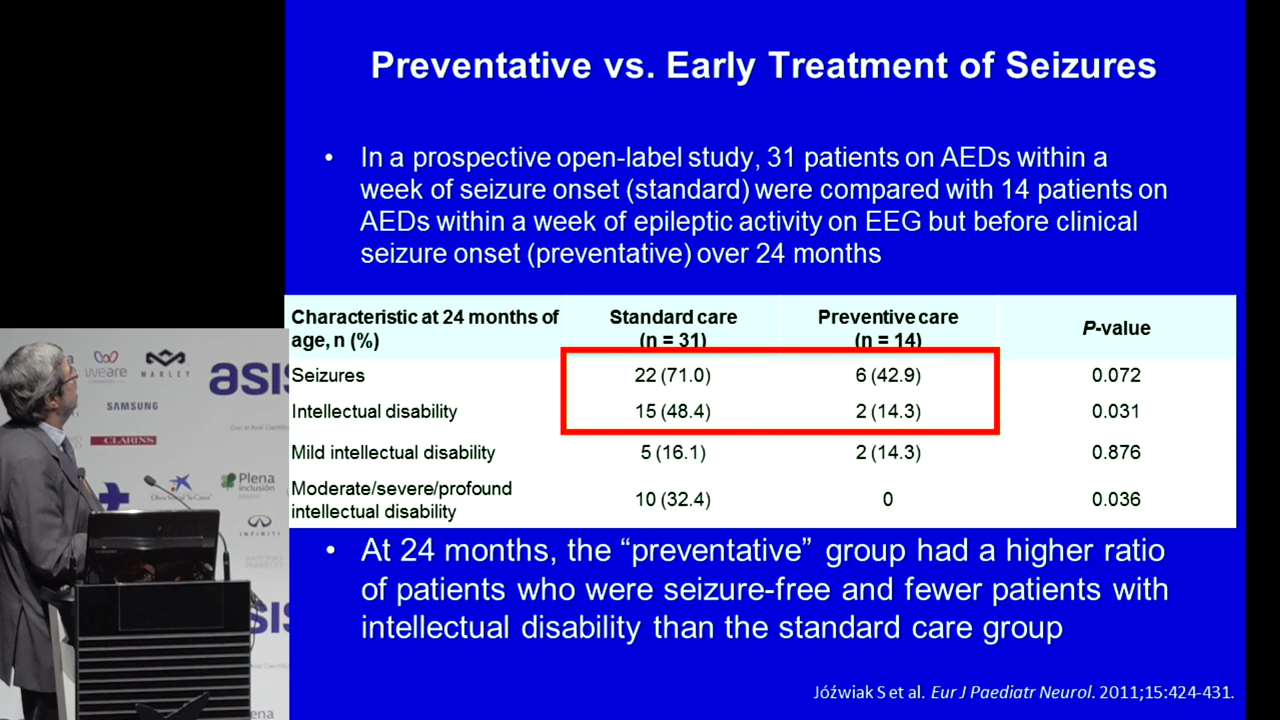 Preventative vs. Early Treatment of Seizures
• In a prospective open-label study, 31 patients on AEDs within a
week of seizure onset (standard) were compared with 14 patients on
AEDs within a week of epileptic activity on EEG but before clinical
seizure onset (preventative) over 24 months
Characteristic at 24 months of age, n (%) Standard care (n = 31) Preventive care (n = 14) P-value
Seizures 22 (71.0) 6 (42.9) 0.072
Intellectual disability 15 (48.4) 2 (14.3) 0.031
Mild intellectual disability 5 (16.1) 2 (14.3) 0.876
Moderate/severe/profound intellectual disability 10 (32.4) 0 0.036
• At 24 months, the “preventative” group had a higher ratio
of patients who were seizure-free and fewer patients with
intellectual disability than the standard care group
Jóźwiak S et al. Eur J Paediatr Neurol. 2011;15:424-431.
weare
MARLEY
asis
SAMSUNG
CLARINS
Plena
inclusión
Obra Social "la Caixa"
INFINITI
SIS
ena